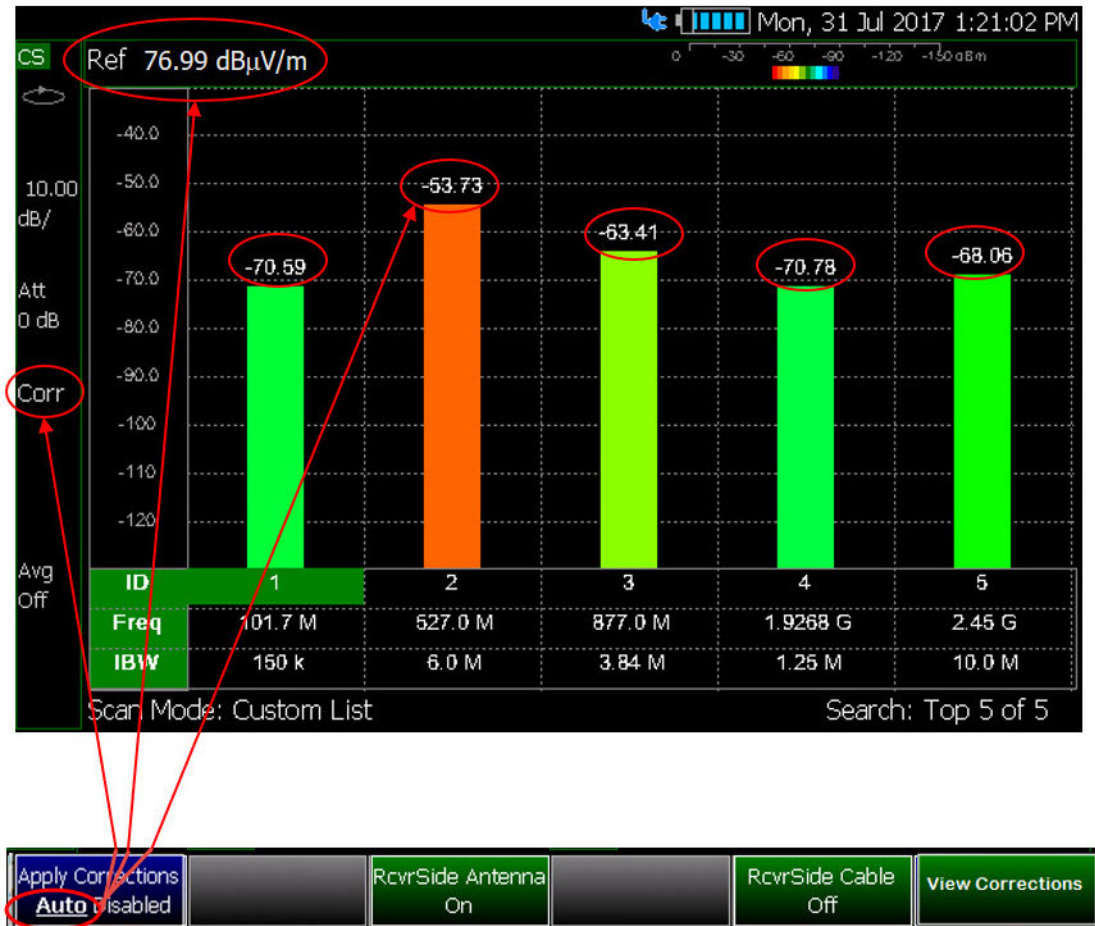 Mon, 31 Jul 2017 1:21:02 PM
CS
Ref 76.99 dBµV/m
0 -30 -60 -90 -120 -150 dBm
10.00
dB/
Att
0 dB
Corr
Avg
Off
-40.0
-50.0
-60.0
-70.0
-80.0
-90.0
-100
-110
-120
-70.59
-53.73
-63.41
-70.78
-68.06
ID 1 2 3 4 5
Freq 101.7 M 527.0 M 877.0 M 1.9268 G 2.45 G
IBW 150 k 6.0 M 3.84 M 1.25 M 10.0 M
Scan Mode: Custom List Search: Top 5 of 5
Apply Corrections
Auto Disabled
RcvrSide Antenna
On
RcvrSide Cable
Off
View Corrections